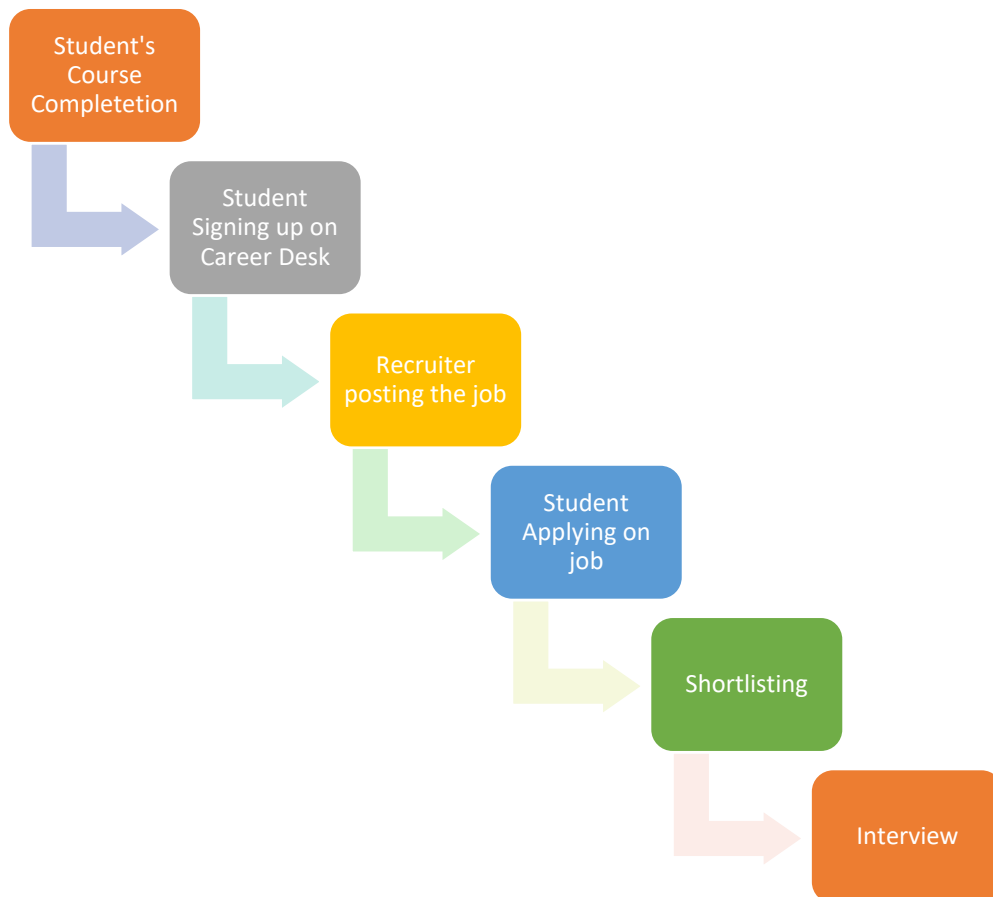 Student's
Course
Completetion
Student
Signing up on
Career Desk
Recruiter
posting the job
Student
Applying on
job
Shortlisting
Interview